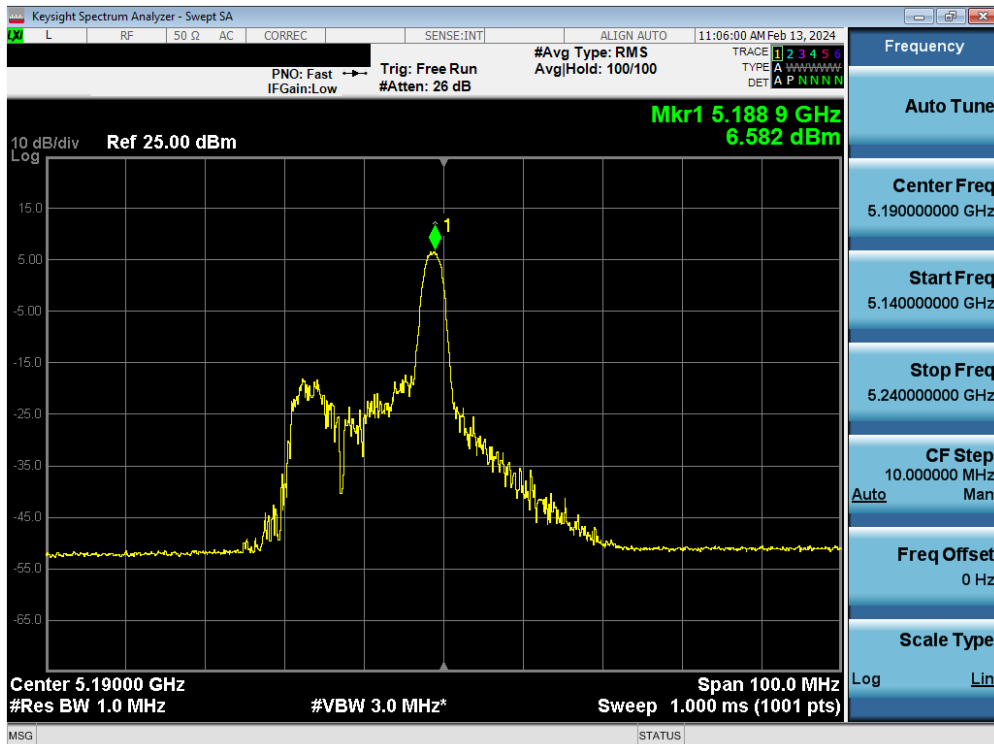 Keysight Spectrum Analyzer - Swept SA
LXI L RF 50 Ω AC CORREC SENSE:INT ALIGN AUTO 11:06:00 AM Feb 13, 2024
PNO: Fast
IFGain:Low
Trig: Free Run
#Atten: 26 dB
#Avg Type: RMS
Avg|Hold: 100/100
TRACE 1 2 3 4 5 6
TYPE A WWWWW
DET A P N N N N
Mkr1 5.188 9 GHz
6.582 dBm
10 dB/div Ref 25.00 dBm
Log
15.0
5.00
-5.00
-15.0
-25.0
-35.0
-45.0
-55.0
-65.0
1
Center 5.19000 GHz Span 100.0 MHz
#Res BW 1.0 MHz #VBW 3.0 MHz* Sweep 1.000 ms (1001 pts)
MSG STATUS
Frequency
Auto Tune
Center Freq
5.190000000 GHz
Start Freq
5.140000000 GHz
Stop Freq
5.240000000 GHz
CF Step
10.000000 MHz
Auto Man
Freq Offset
0 Hz
Scale Type
Log Lin